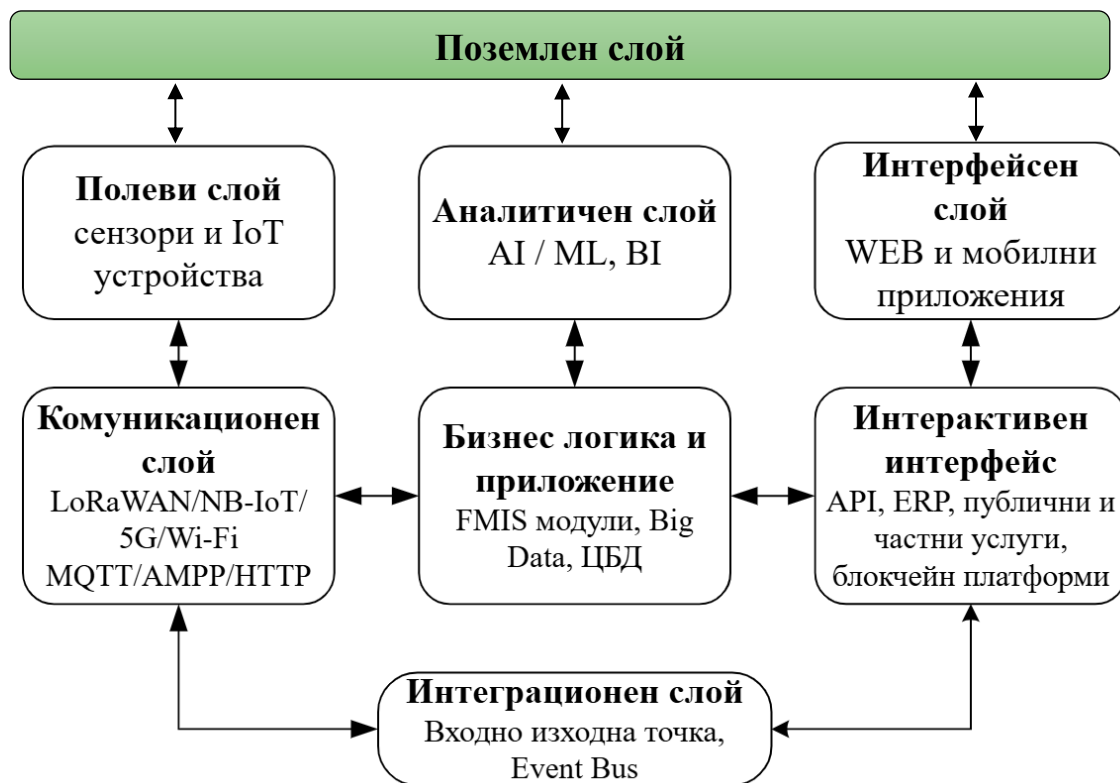 Поземлен слой
Полеви слой
сензори и IoT
устройства
Аналитичен слой
AI / ML, BI
Интерфейсен
слой
WEB и мобилни
приложения
Комуникационен
слой
LoRaWAN/NB-IoT/
5G/Wi-Fi
MQTT/AMPP/HTTP
Бизнес логика и
приложение
FMIS модули, Big
Data, ЦБД
Интерактивен
интерфейс
API, ERP, публични и
частни услуги,
блокчейн платформи
Интеграционен слой
Входно изходна точка,
Event Bus